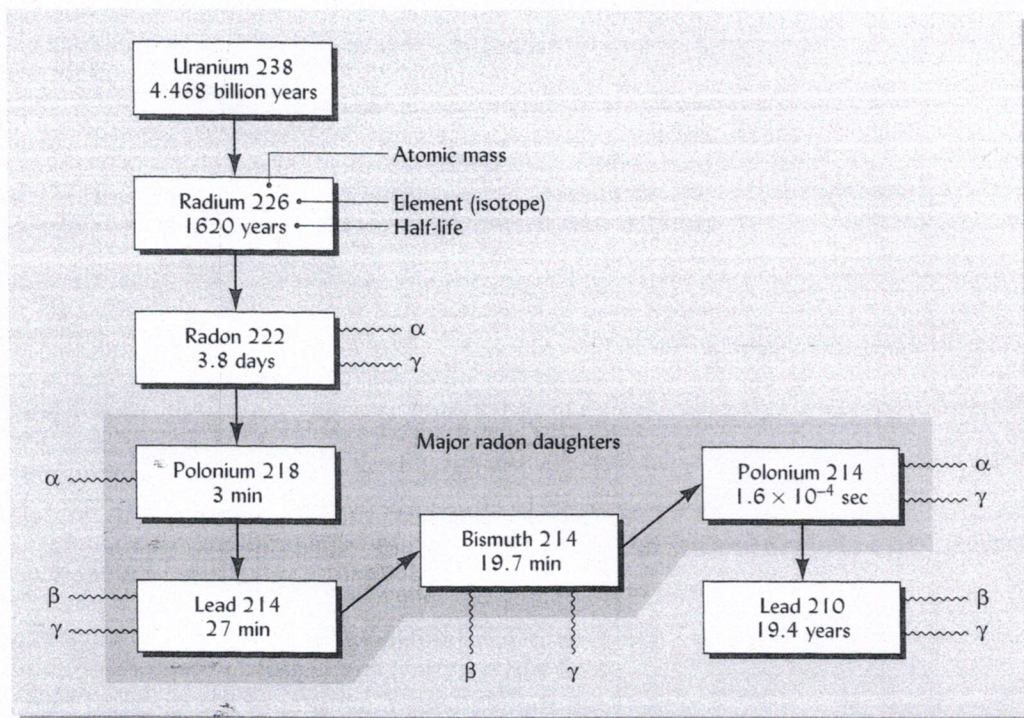 Uranium 238
4.468 billion years
Atomic mass
Radium 226
Element (isotope)
1620 years
Half-life
Radon 222
3.8 days
α
γ
Major radon daughters
α
Polonium 218
3 min
Polonium 214
1.6 × 10⁻⁴ sec
α
γ
Bismuth 214
19.7 min
β
γ
β
γ
Lead 214
27 min
Lead 210
19.4 years
β
γ